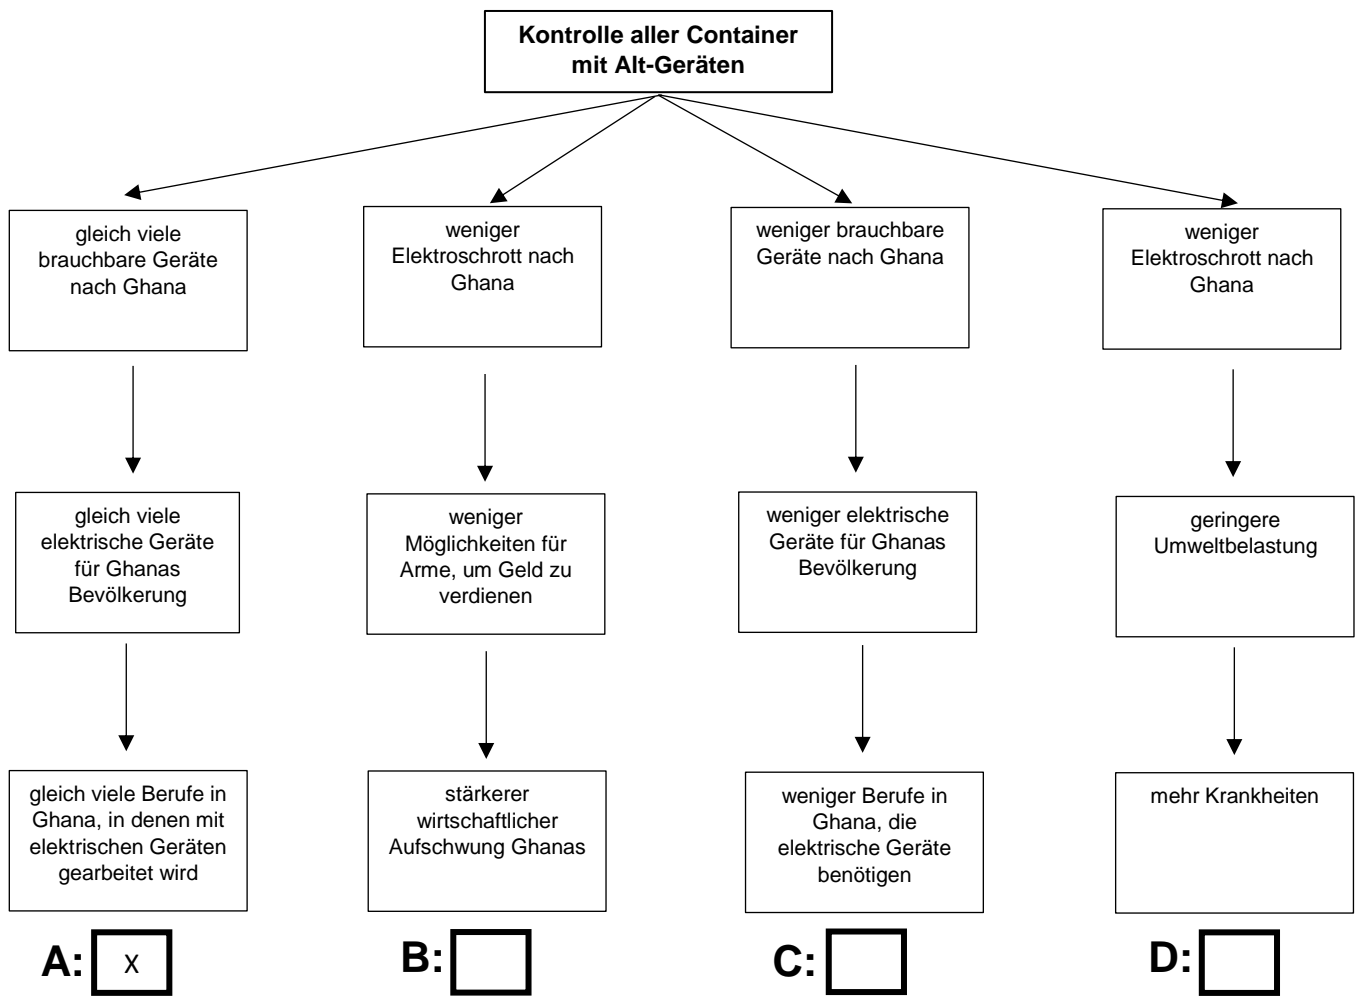 Kontrolle aller Container
mit Alt-Geräten
gleich viele
brauchbare Geräte
nach Ghana
weniger
Elektroschrott nach
Ghana
weniger brauchbare
Geräte nach Ghana
weniger
Elektroschrott nach
Ghana
gleich viele
elektrische Geräte
für Ghanas
Bevölkerung
weniger
Möglichkeiten für
Arme, um Geld zu
verdienen
weniger elektrische
Geräte für Ghanas
Bevölkerung
geringere
Umweltbelastung
gleich viele Berufe in
Ghana, in denen mit
elektrischen Geräten
gearbeitet wird
stärkerer
wirtschaftlicher
Aufschwung Ghanas
weniger Berufe in
Ghana, die
elektrische Geräte
benötigen
mehr Krankheiten
A: X
B:
C:
D: